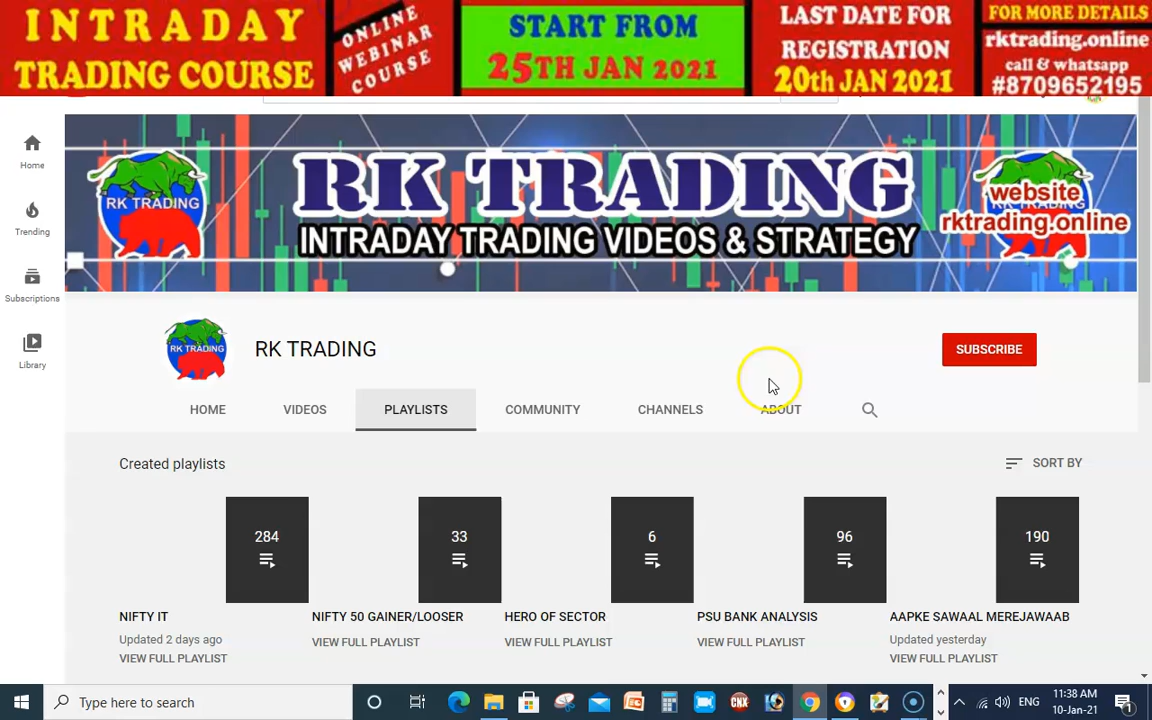 INTRADAY
TRADING COURSE
ONLINE
WEBINAR
COURSE
START FROM
25TH JAN 2021
LAST DATE FOR
REGISTRATION
20th JAN 2021
FOR MORE DETAILS
rktrading.online
call & whatsapp
#8709652195
Home
Trending
Subscriptions
Library
RK TRADING
RK TRADING
INTRADAY TRADING VIDEOS & STRATEGY
RK TRADING
website
rktrading.online
RK TRADING
RK TRADING
SUBSCRIBE
HOME
VIDEOS
PLAYLISTS
COMMUNITY
CHANNELS
ABOUT
Created playlists
SORT BY
284
33
6
96
190
NIFTY IT
Updated 2 days ago
VIEW FULL PLAYLIST
NIFTY 50 GAINER/LOOSER
VIEW FULL PLAYLIST
HERO OF SECTOR
VIEW FULL PLAYLIST
PSU BANK ANALYSIS
VIEW FULL PLAYLIST
AAPKE SAWAAL MEREJAWAAB
Updated yesterday
VIEW FULL PLAYLIST
Type here to search
CNX
ENG
11:38 AM
10-Jan-21
1